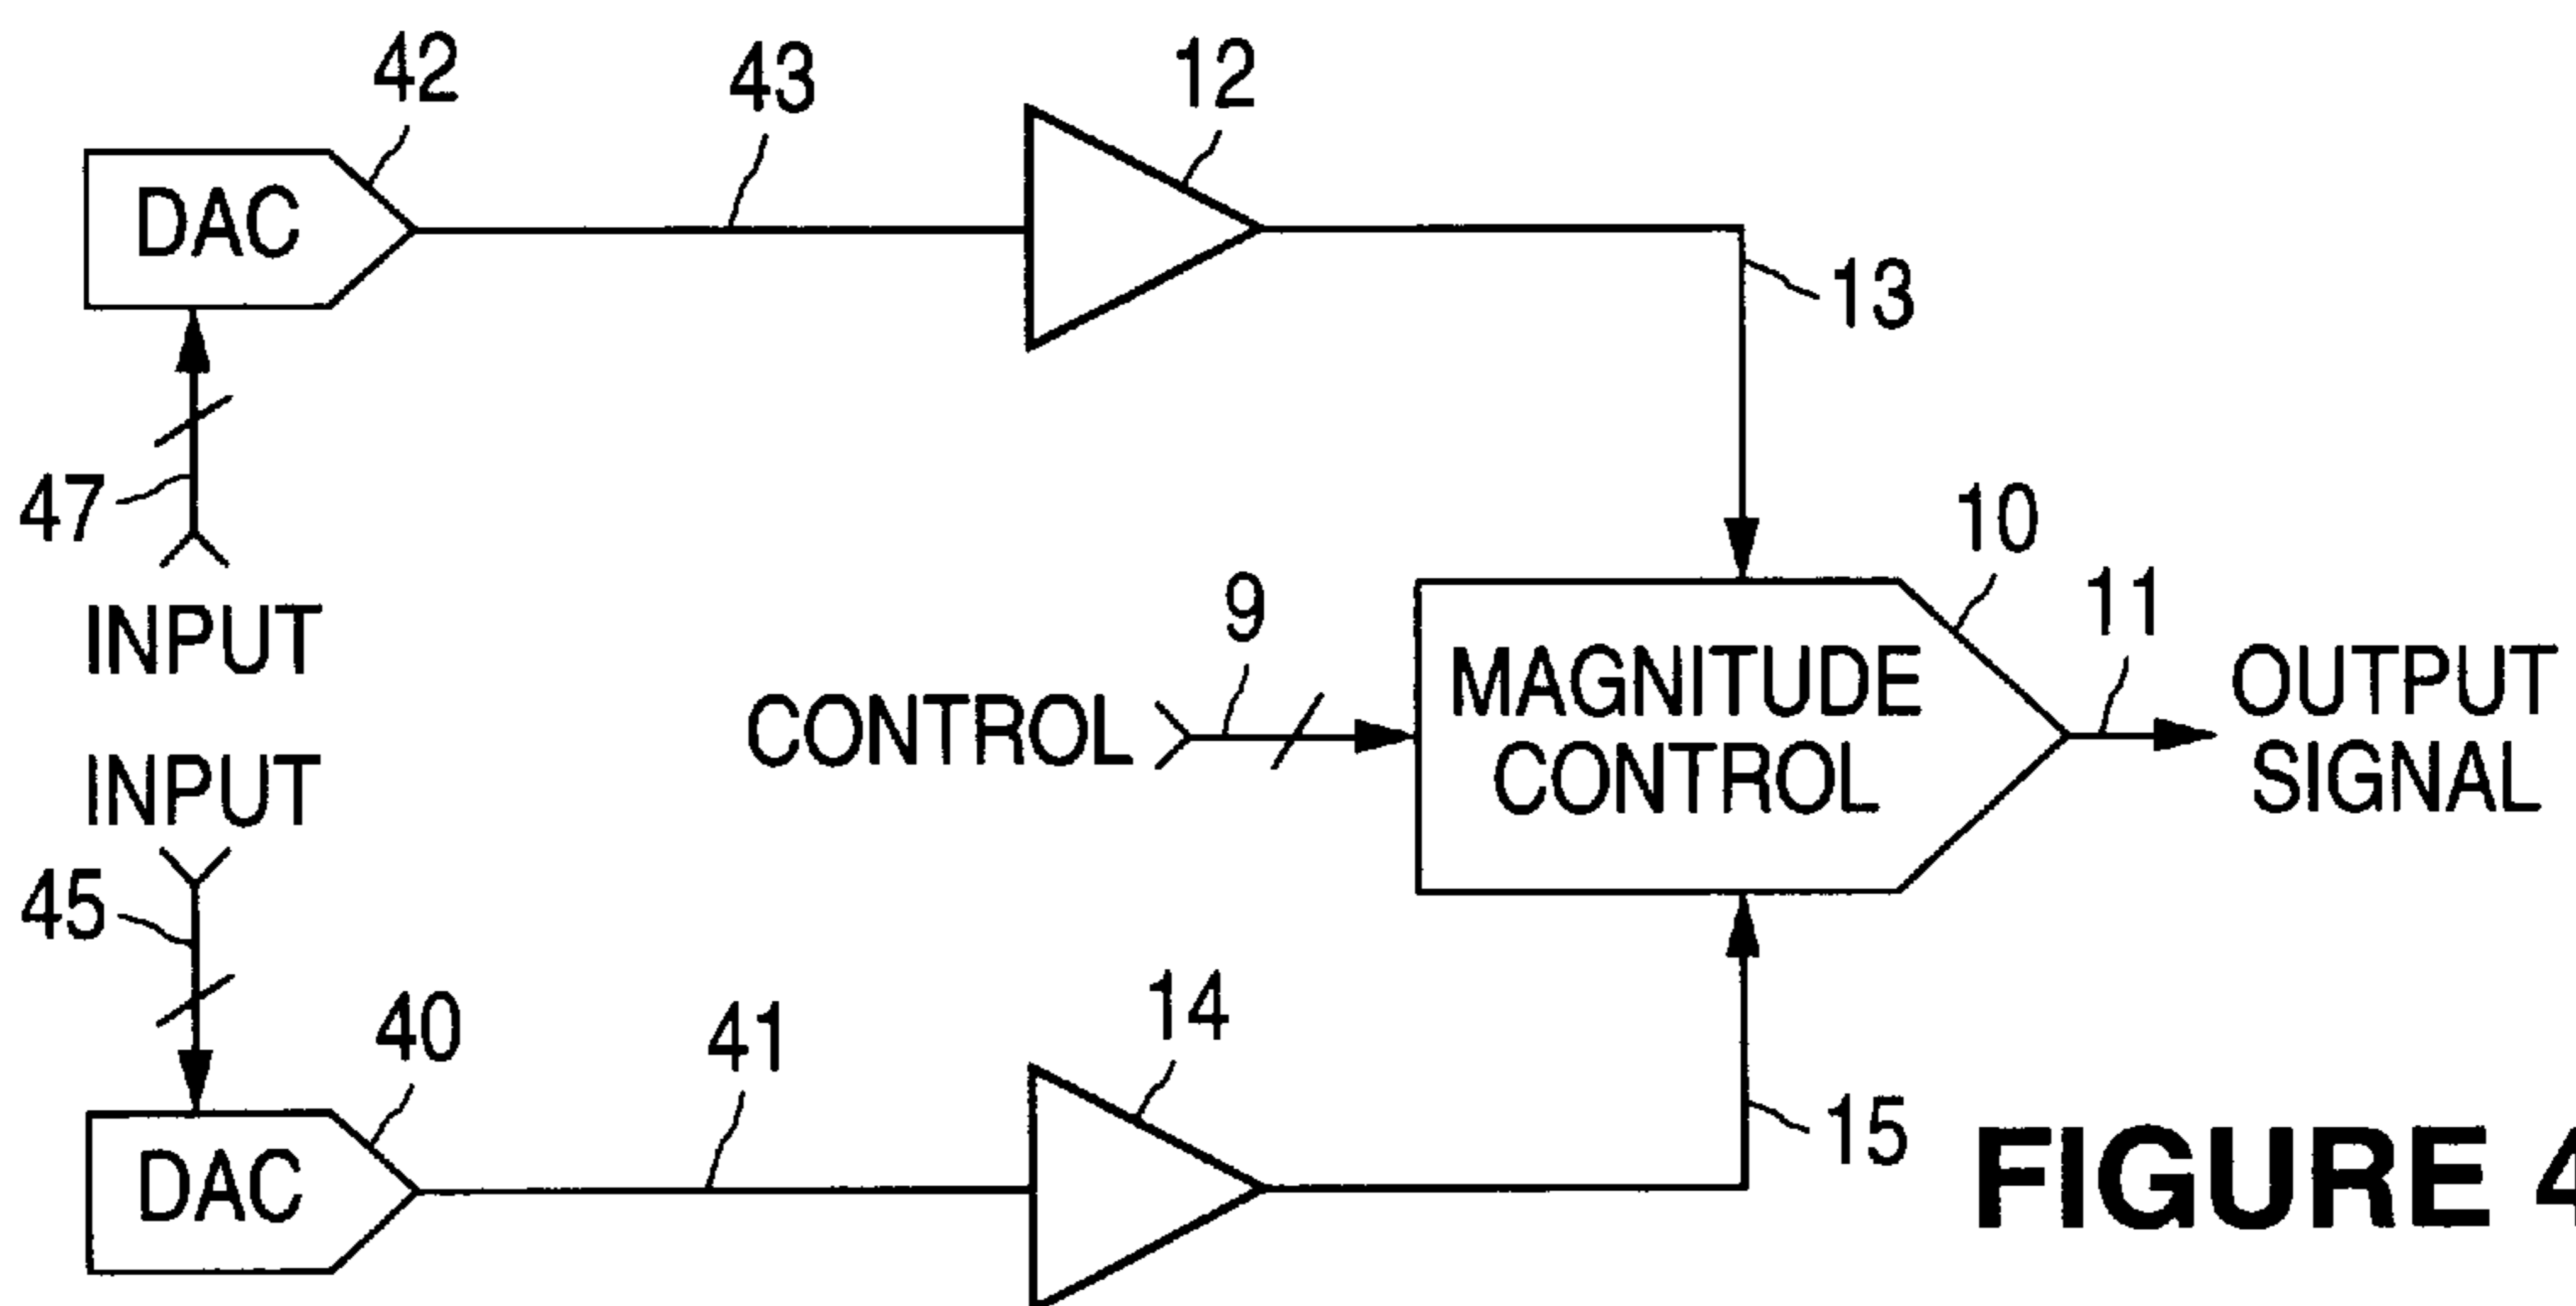 42
43
12
DAC
13
47
10
INPUT
9
11
CONTROL
MAGNITUDE
CONTROL
OUTPUT
SIGNAL
INPUT
45
40
41
14
15
DAC
FIGURE 4